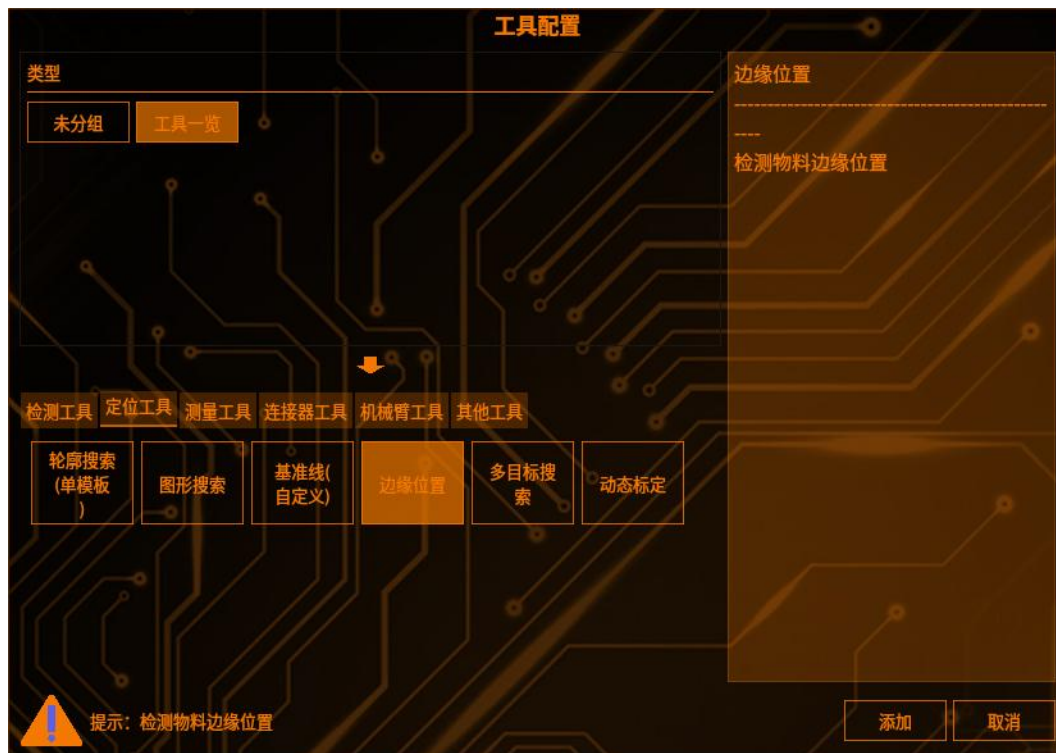 工具配置
类型
未分组
工具一览
边缘位置
--------------------------------------------
----
检测物料边缘位置
检测工具
定位工具
测量工具
连接器工具
机械臂工具
其他工具
轮廓搜索
(单模板
)
图形搜索
基准线(
自定义)
边缘位置
多目标搜
索
动态标定
提示：检测物料边缘位置
添加
取消